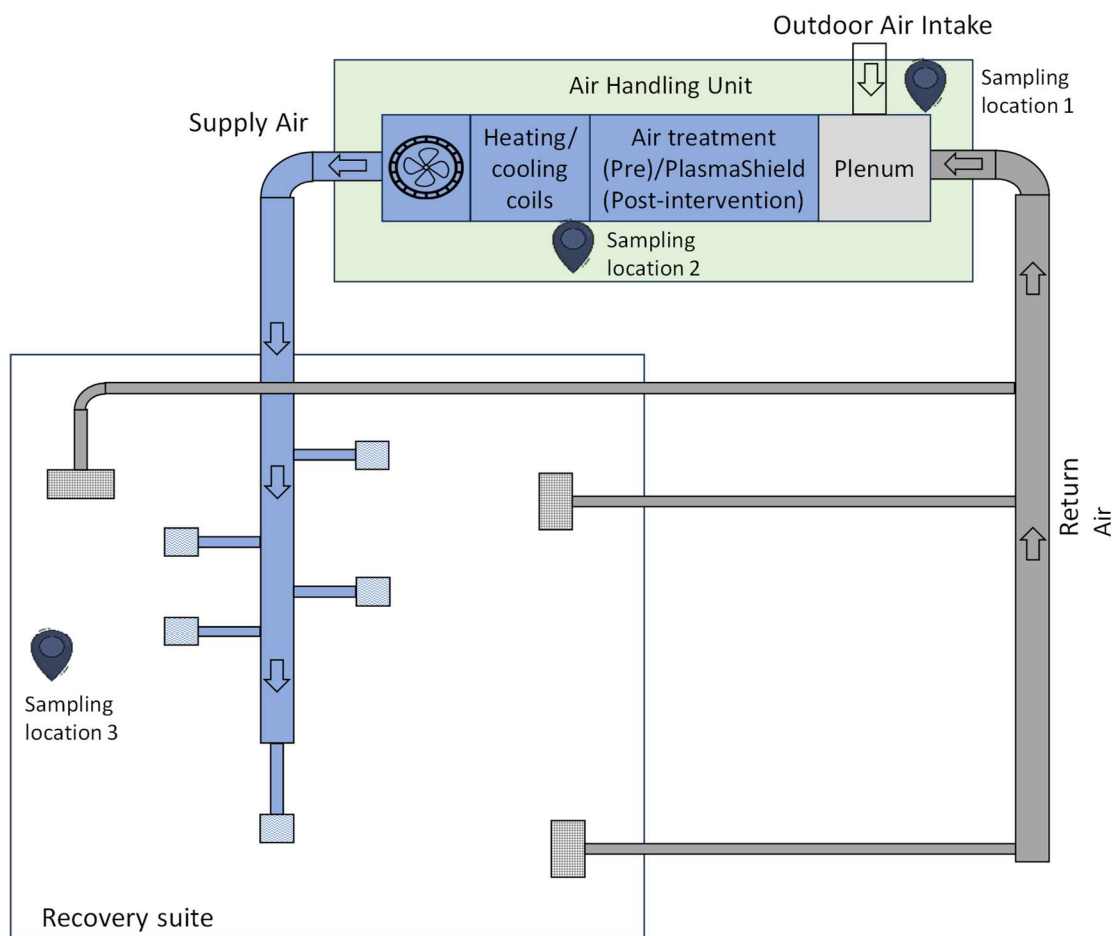 Outdoor Air Intake
Air Handling Unit
Sampling
location 1
Supply Air
Heating/
cooling
coils
Air treatment
(Pre)/PlasmaShield
(Post-intervention)
Plenum
Sampling
location 2
Return
Air
Sampling
location 3
Recovery suite